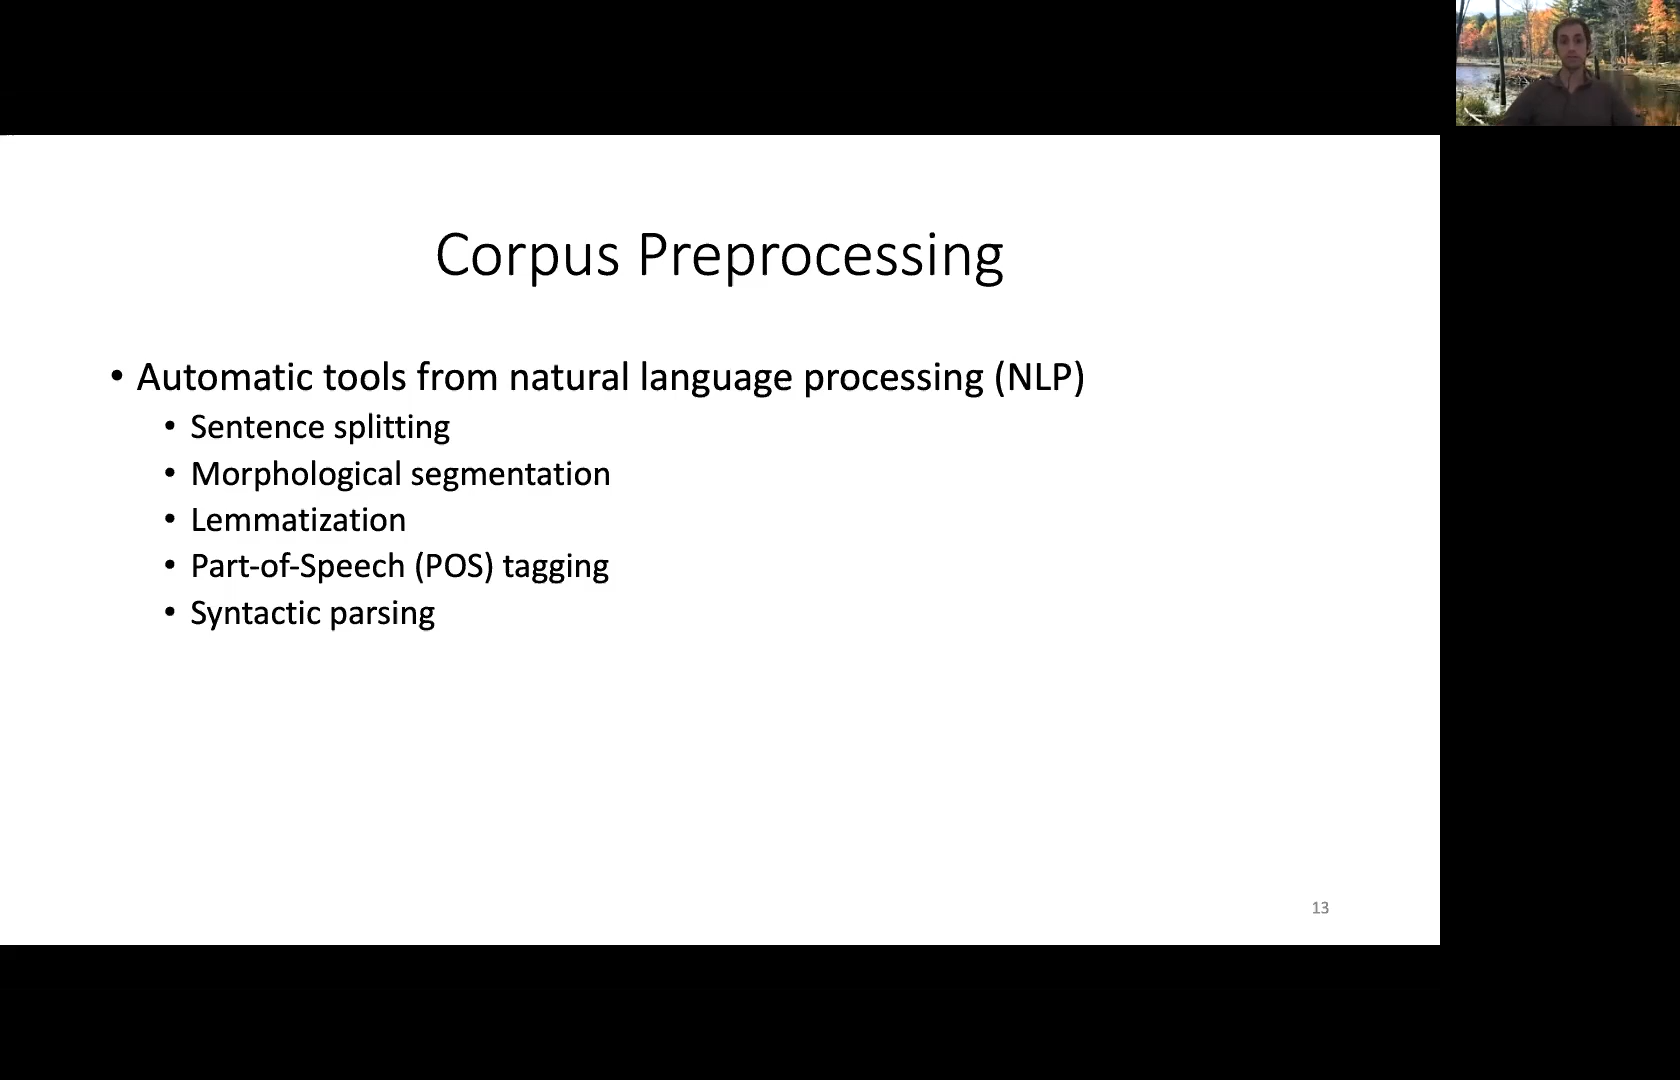 Corpus Preprocessing
• Automatic tools from natural language processing (NLP)
• Sentence splitting
• Morphological segmentation
• Lemmatization
• Part-of-Speech (POS) tagging
• Syntactic parsing
13